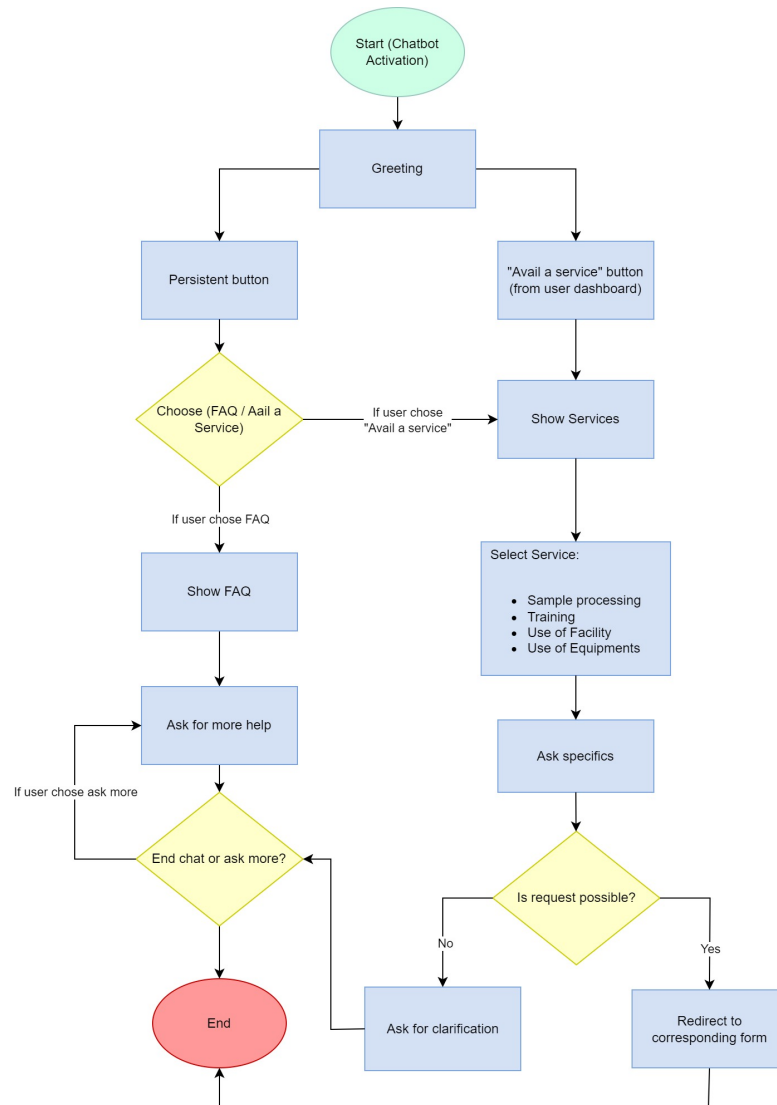 Start (Chatbot
Activation)
Greeting
Persistent button
"Avail a service" button
(from user dashboard)
Choose (FAQ / Aail a
Service)
If user chose
"Avail a service"
Show Services
If user chose FAQ
Select Service:
Sample processing
Training
Use of Facility
Use of Equipments
Show FAQ
Ask for more help
Ask specifics
If user chose ask more
End chat or ask more?
Is request possible?
No
Yes
End
Ask for clarification
Redirect to
corresponding form